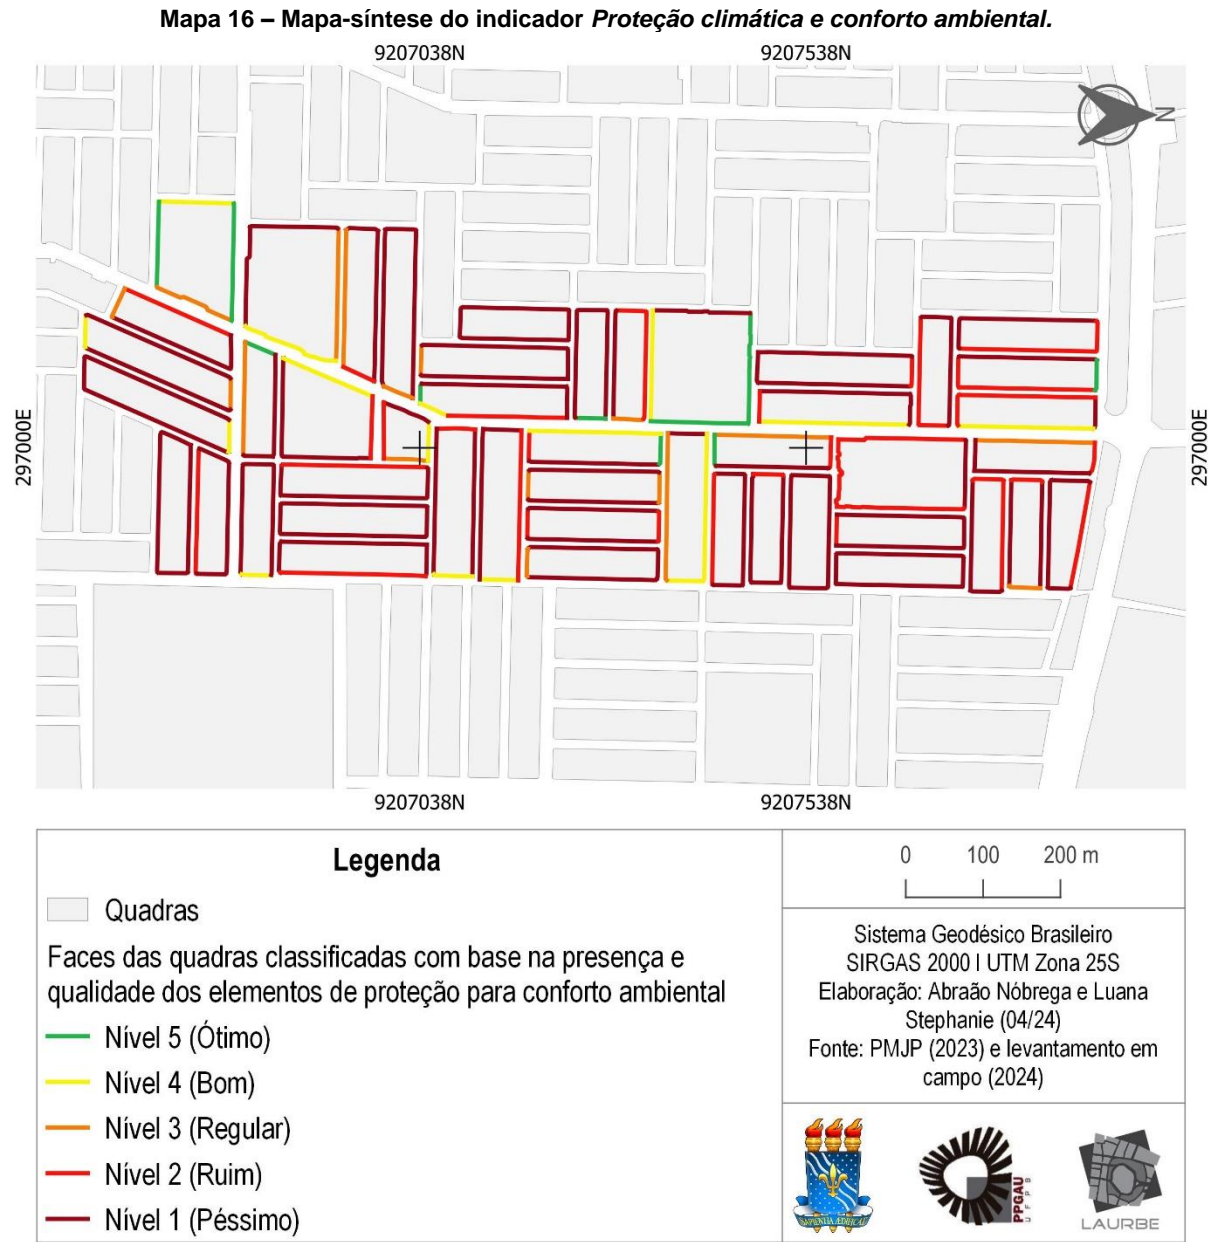 Mapa 16 – Mapa-síntese do indicador Proteção climática e conforto ambiental.
9207038N 9207538N
N
297000E 297000E
9207038N 9207538N
Legenda
Quadras
Faces das quadras classificadas com base na presença e
qualidade dos elementos de proteção para conforto ambiental
Nível 5 (Ótimo)
Nível 4 (Bom)
Nível 3 (Regular)
Nível 2 (Ruim)
Nível 1 (Péssimo)
0 100 200 m
Sistema Geodésico Brasileiro
SIRGAS 2000 I UTM Zona 25S
Elaboração: Abraão Nóbrega e Luana
Stephanie (04/24)
Fonte: PMJP (2023) e levantamento em
campo (2024)
SAPIENTIA ÆDIFICAT
PPGAU
UFPB
LAURBE